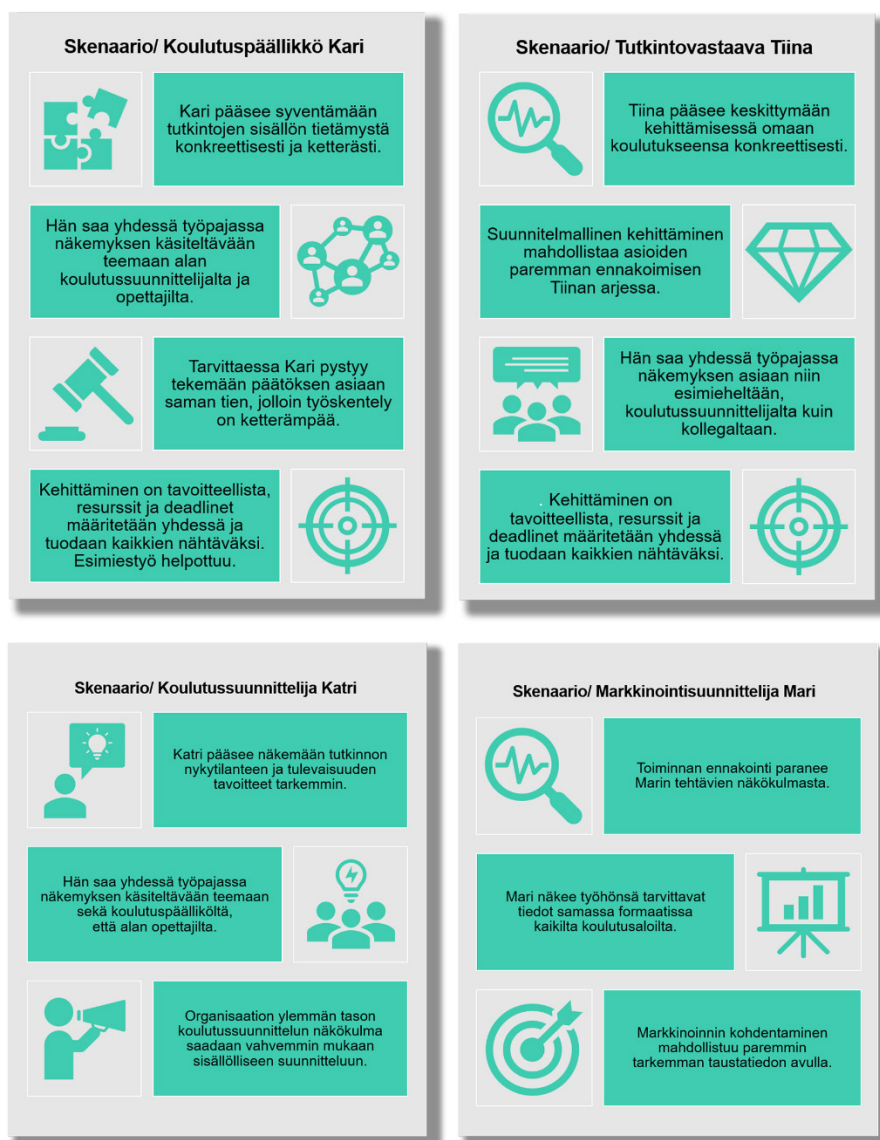 Skenaario/ Koulutuspäällikkö Kari
Kari pääsee syventämään
tutkintojen sisällön tietämystä
konkreettisesti ja ketterästi.
Hän saa yhdessä työpajassa
näkemyksen käsiteltävään
teemaan alan
koulutussuunnittelijalta ja
opettajilta.
Tarvittaessa Kari pystyy
tekemään päätöksen asiaan
saman tien, jolloin työskentely
on ketterämpää.
Kehittäminen on tavoitteellista,
resurssit ja deadlinet
määritetään yhdessä ja
tuodaan kaikkien nähtäväksi.
Esimiestyö helpottuu.
Skenaario/ Tutkintovastaava Tiina
Tiina pääsee keskittymään
kehittämisessä omaan
koulutukseensa konkreettisesti.
Suunnitelmallinen kehittäminen
mahdollistaa asioiden
paremman ennakoimisen
Tiinan arjessa.
Hän saa yhdessä työpajassa
näkemyksen asiaan niin
esimieheltään,
koulutussuunnittelijalta kuin
kollegaltaan.
. Kehittäminen on
tavoitteellista, resurssit ja
deadlinet määritetään yhdessä
ja tuodaan kaikkien nähtäväksi.
Skenaario/ Koulutussuunnittelija Katri
Katri pääsee näkemään tutkinnon
nykytilanteen ja tulevaisuuden
tavoitteet tarkemmin.
Hän saa yhdessä työpajassa
näkemyksen käsiteltävään teemaan
sekä koulutuspäälliköltä,
että alan opettajilta.
Organisaation ylemmän tason
koulutussuunnittelun näkökulma
saadaan vahvemmin mukaan
sisällölliseen suunnitteluun.
Skenaario/ Markkinointisuunnittelija Mari
Toiminnan ennakointi paranee
Marin tehtävien näkökulmasta.
Mari näkee työhönsä tarvittavat
tiedot samassa formaatissa
kaikilta koulutusaloilta.
Markkinoinnin kohdentaminen
mahdollistuu paremmin
tarkemman taustatiedon avulla.